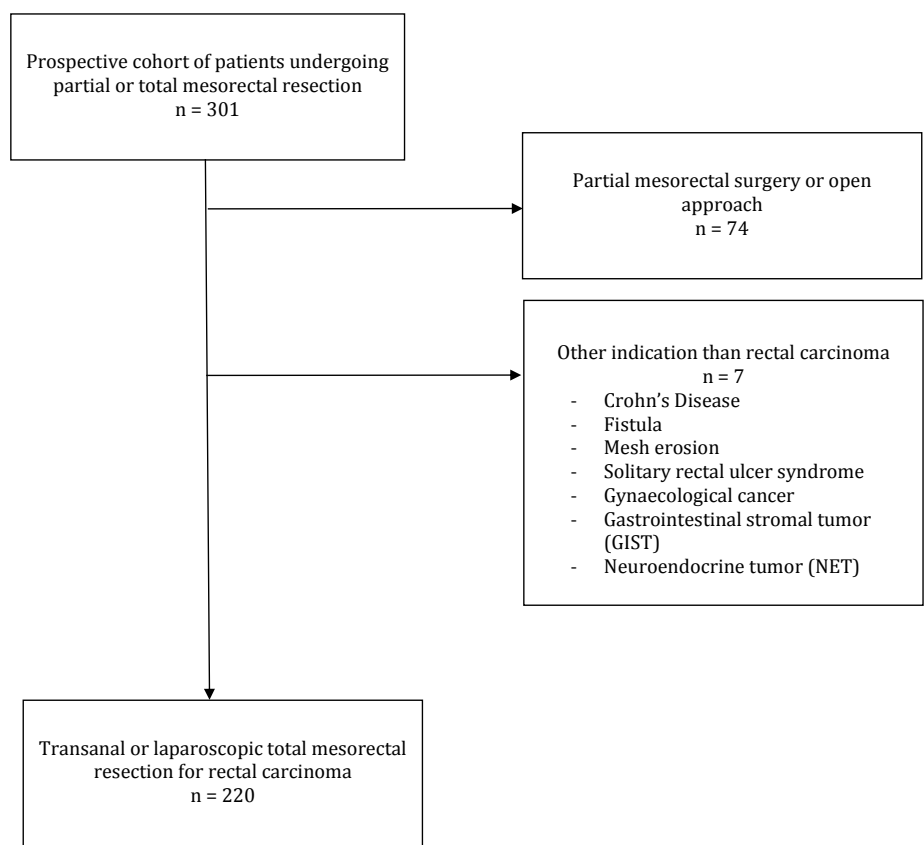 Prospective cohort of patients undergoing
partial or total mesorectal resection
n = 301
Partial mesorectal surgery or open
approach
n = 74
Other indication than rectal carcinoma
n = 7
- Crohn's Disease
- Fistula
- Mesh erosion
- Solitary rectal ulcer syndrome
- Gynaecological cancer
- Gastrointestinal stromal tumor
(GIST)
- Neuroendocrine tumor (NET)
Transanal or laparoscopic total mesorectal
resection for rectal carcinoma
n = 220